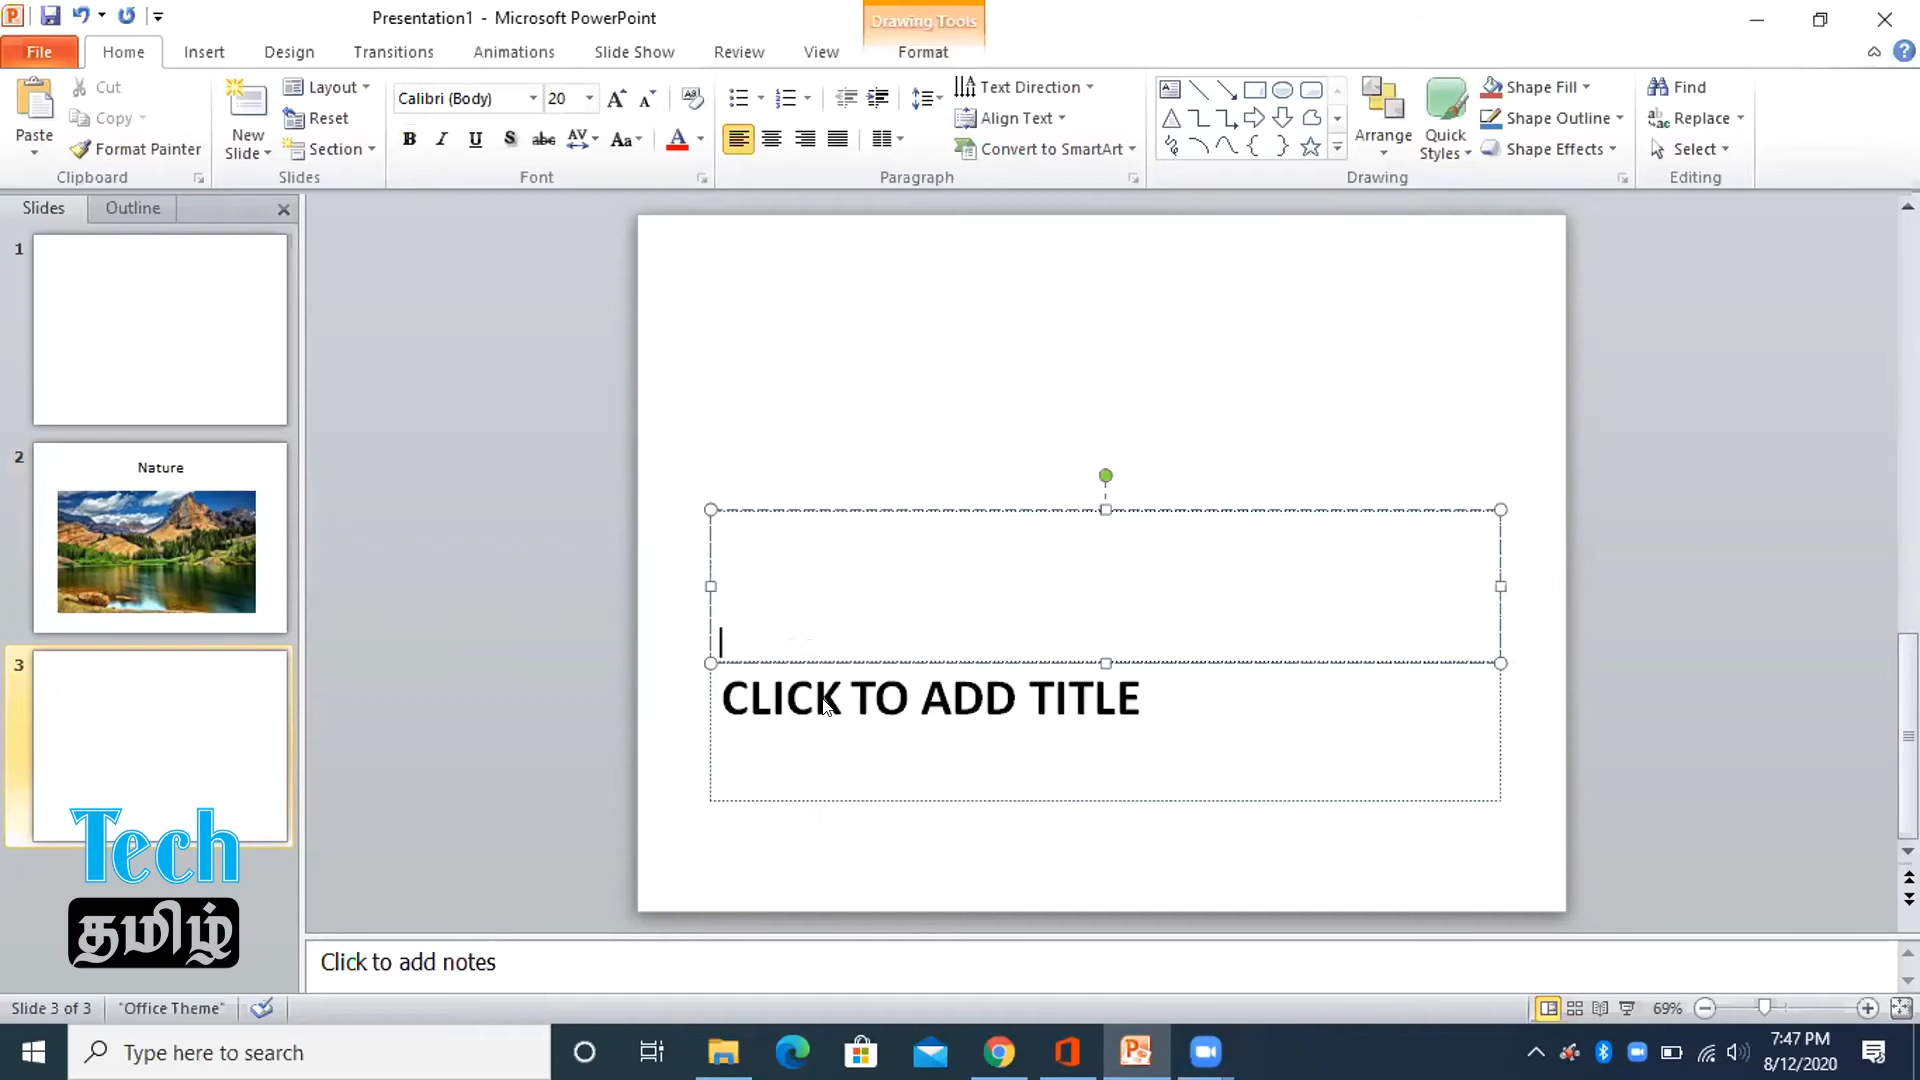 Presentation1 - Microsoft PowerPoint
Drawing Tools
File Home Insert Design Transitions Animations Slide Show Review View Format
Paste
Cut
Copy
Format Painter
Clipboard
New
Slide
Layout
Reset
Section
Slides
Calibri (Body) 20
B I U S abc AV Aa A
Font
Text Direction
Align Text
Convert to SmartArt
Paragraph
Arrange
Quick
Styles
Shape Fill
Shape Outline
Shape Effects
Drawing
Find
Replace
Select
Editing
Slides Outline
1
2
Nature
3
Tech
தமிழ்
CLICK TO ADD TITLE
Click to add notes
Slide 3 of 3 "Office Theme" 69%
Type here to search
7:47 PM
8/12/2020